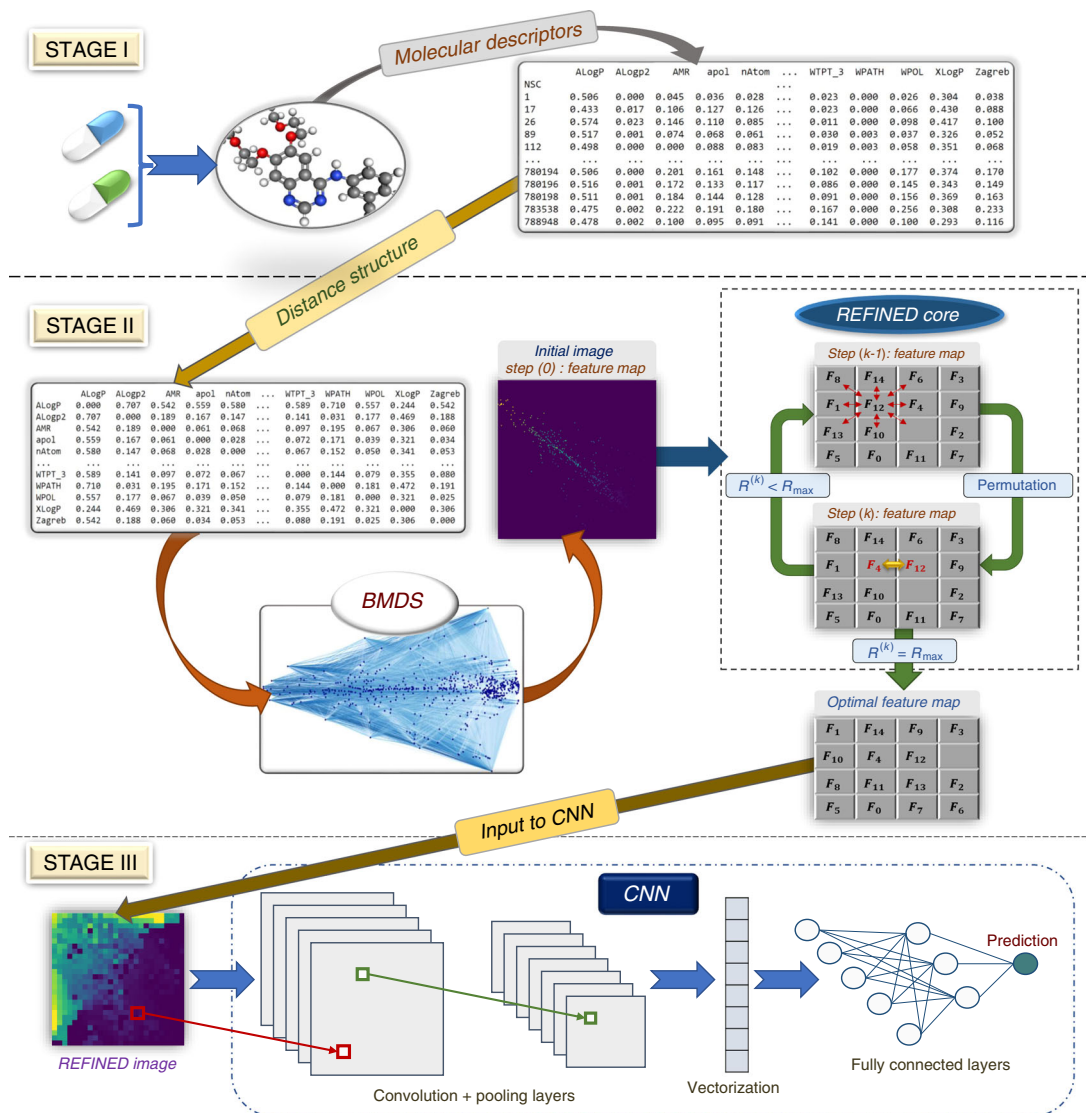 STAGE I
Molecular descriptors
ALogP ALogp2 AMR apol nAtom ... WTPT_3 WPATH WPOL XLogP Zagreb
NSC ...
1 0.506 0.000 0.045 0.036 0.028 ... 0.023 0.000 0.026 0.304 0.038
17 0.433 0.017 0.106 0.127 0.126 ... 0.023 0.000 0.066 0.430 0.088
26 0.574 0.023 0.146 0.110 0.085 ... 0.011 0.000 0.098 0.417 0.100
89 0.517 0.001 0.074 0.068 0.061 ... 0.030 0.003 0.037 0.326 0.052
112 0.498 0.000 0.000 0.088 0.083 ... 0.019 0.003 0.058 0.351 0.068
... ... ... ... ... ... ... ... ... ... ... ...
780194 0.506 0.000 0.201 0.161 0.148 ... 0.102 0.000 0.177 0.374 0.170
780196 0.516 0.001 0.172 0.133 0.117 ... 0.086 0.000 0.145 0.343 0.149
780198 0.511 0.001 0.184 0.144 0.128 ... 0.091 0.000 0.156 0.369 0.163
783538 0.475 0.002 0.222 0.191 0.180 ... 0.167 0.000 0.256 0.308 0.233
788948 0.478 0.002 0.100 0.095 0.091 ... 0.141 0.000 0.100 0.293 0.116
Distance structure
STAGE II
ALogP ALogp2 AMR apol nAtom ... WTPT_3 WPATH WPOL XLogP Zagreb
ALogP 0.000 0.707 0.542 0.559 0.580 ... 0.589 0.710 0.557 0.244 0.542
ALogp2 0.707 0.000 0.189 0.167 0.147 ... 0.141 0.031 0.177 0.469 0.188
AMR 0.542 0.189 0.000 0.061 0.068 ... 0.097 0.195 0.067 0.306 0.060
apol 0.559 0.167 0.061 0.000 0.028 ... 0.072 0.171 0.039 0.321 0.034
nAtom 0.580 0.147 0.068 0.028 0.000 ... 0.067 0.152 0.050 0.341 0.053
... ... ... ... ... ... ... ... ... ... ... ...
WTPT_3 0.589 0.141 0.097 0.072 0.067 ... 0.000 0.144 0.079 0.355 0.080
WPATH 0.710 0.031 0.195 0.171 0.152 ... 0.144 0.000 0.181 0.472 0.191
WPOL 0.557 0.177 0.067 0.039 0.050 ... 0.079 0.181 0.000 0.321 0.025
XLogP 0.244 0.469 0.306 0.321 0.341 ... 0.355 0.472 0.321 0.000 0.306
Zagreb 0.542 0.188 0.060 0.034 0.053 ... 0.080 0.191 0.025 0.306 0.000
BMDS
Initial image
step (0) : feature map
REFINED core
Step (k-1): feature map
F8 F14 F6 F3
F1 F12 F4 F9
F13 F10 F2
F5 F0 F11 F7
R(k) < Rmax
Permutation
Step (k): feature map
F8 F14 F6 F3
F1 F4 F12 F9
F13 F10 F2
F5 F0 F11 F7
R(k) = Rmax
Optimal feature map
F1 F14 F9 F3
F10 F4 F12
F8 F11 F13 F2
F5 F0 F7 F6
Input to CNN
STAGE III
CNN
Prediction
REFINED image
Convolution + pooling layers
Vectorization
Fully connected layers